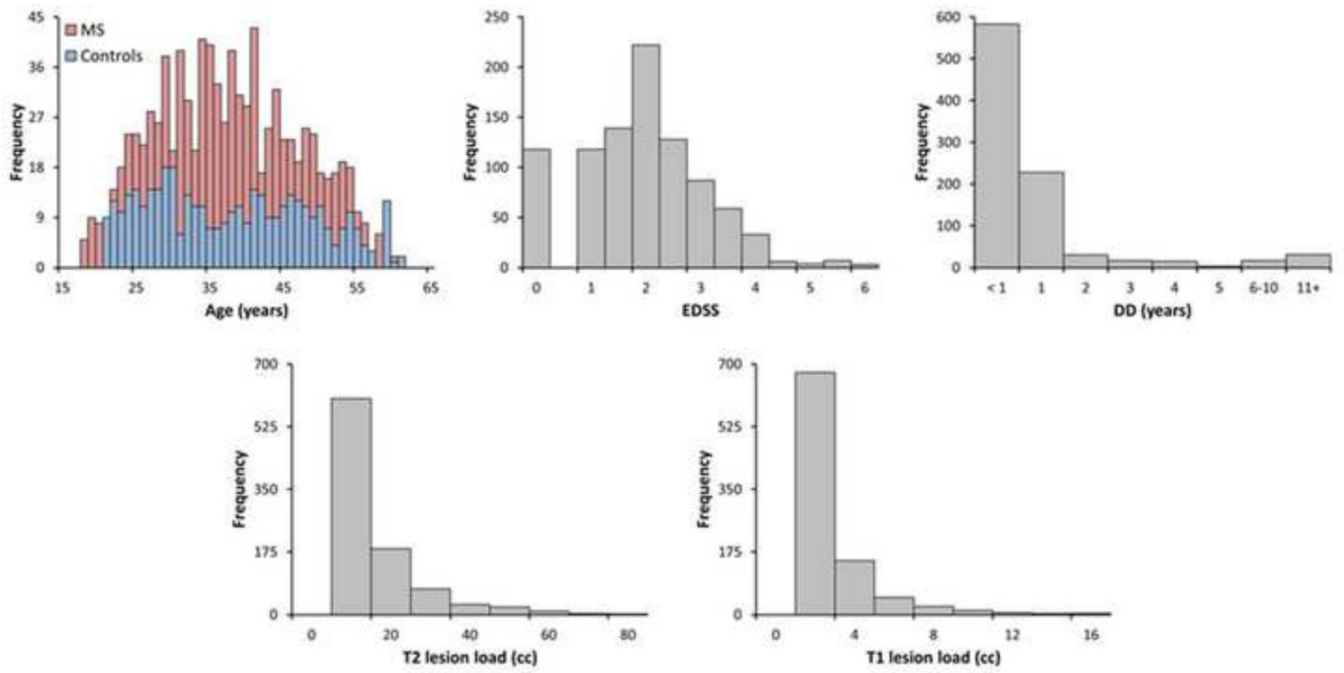 45
36
27
18
9
0
Frequency
MS
Controls
15 25 35 45 55 65
Age (years)
250
200
150
100
50
0
Frequency
0 1 2 3 4 5 6
EDSS
600
500
400
300
200
100
0
Frequency
< 1 1 2 3 4 5 6-10 11+
DD (years)
700
525
350
175
0
Frequency
0 20 40 60 80
T2 lesion load (cc)
700
525
350
175
0
Frequency
0 4 8 12 16
T1 lesion load (cc)